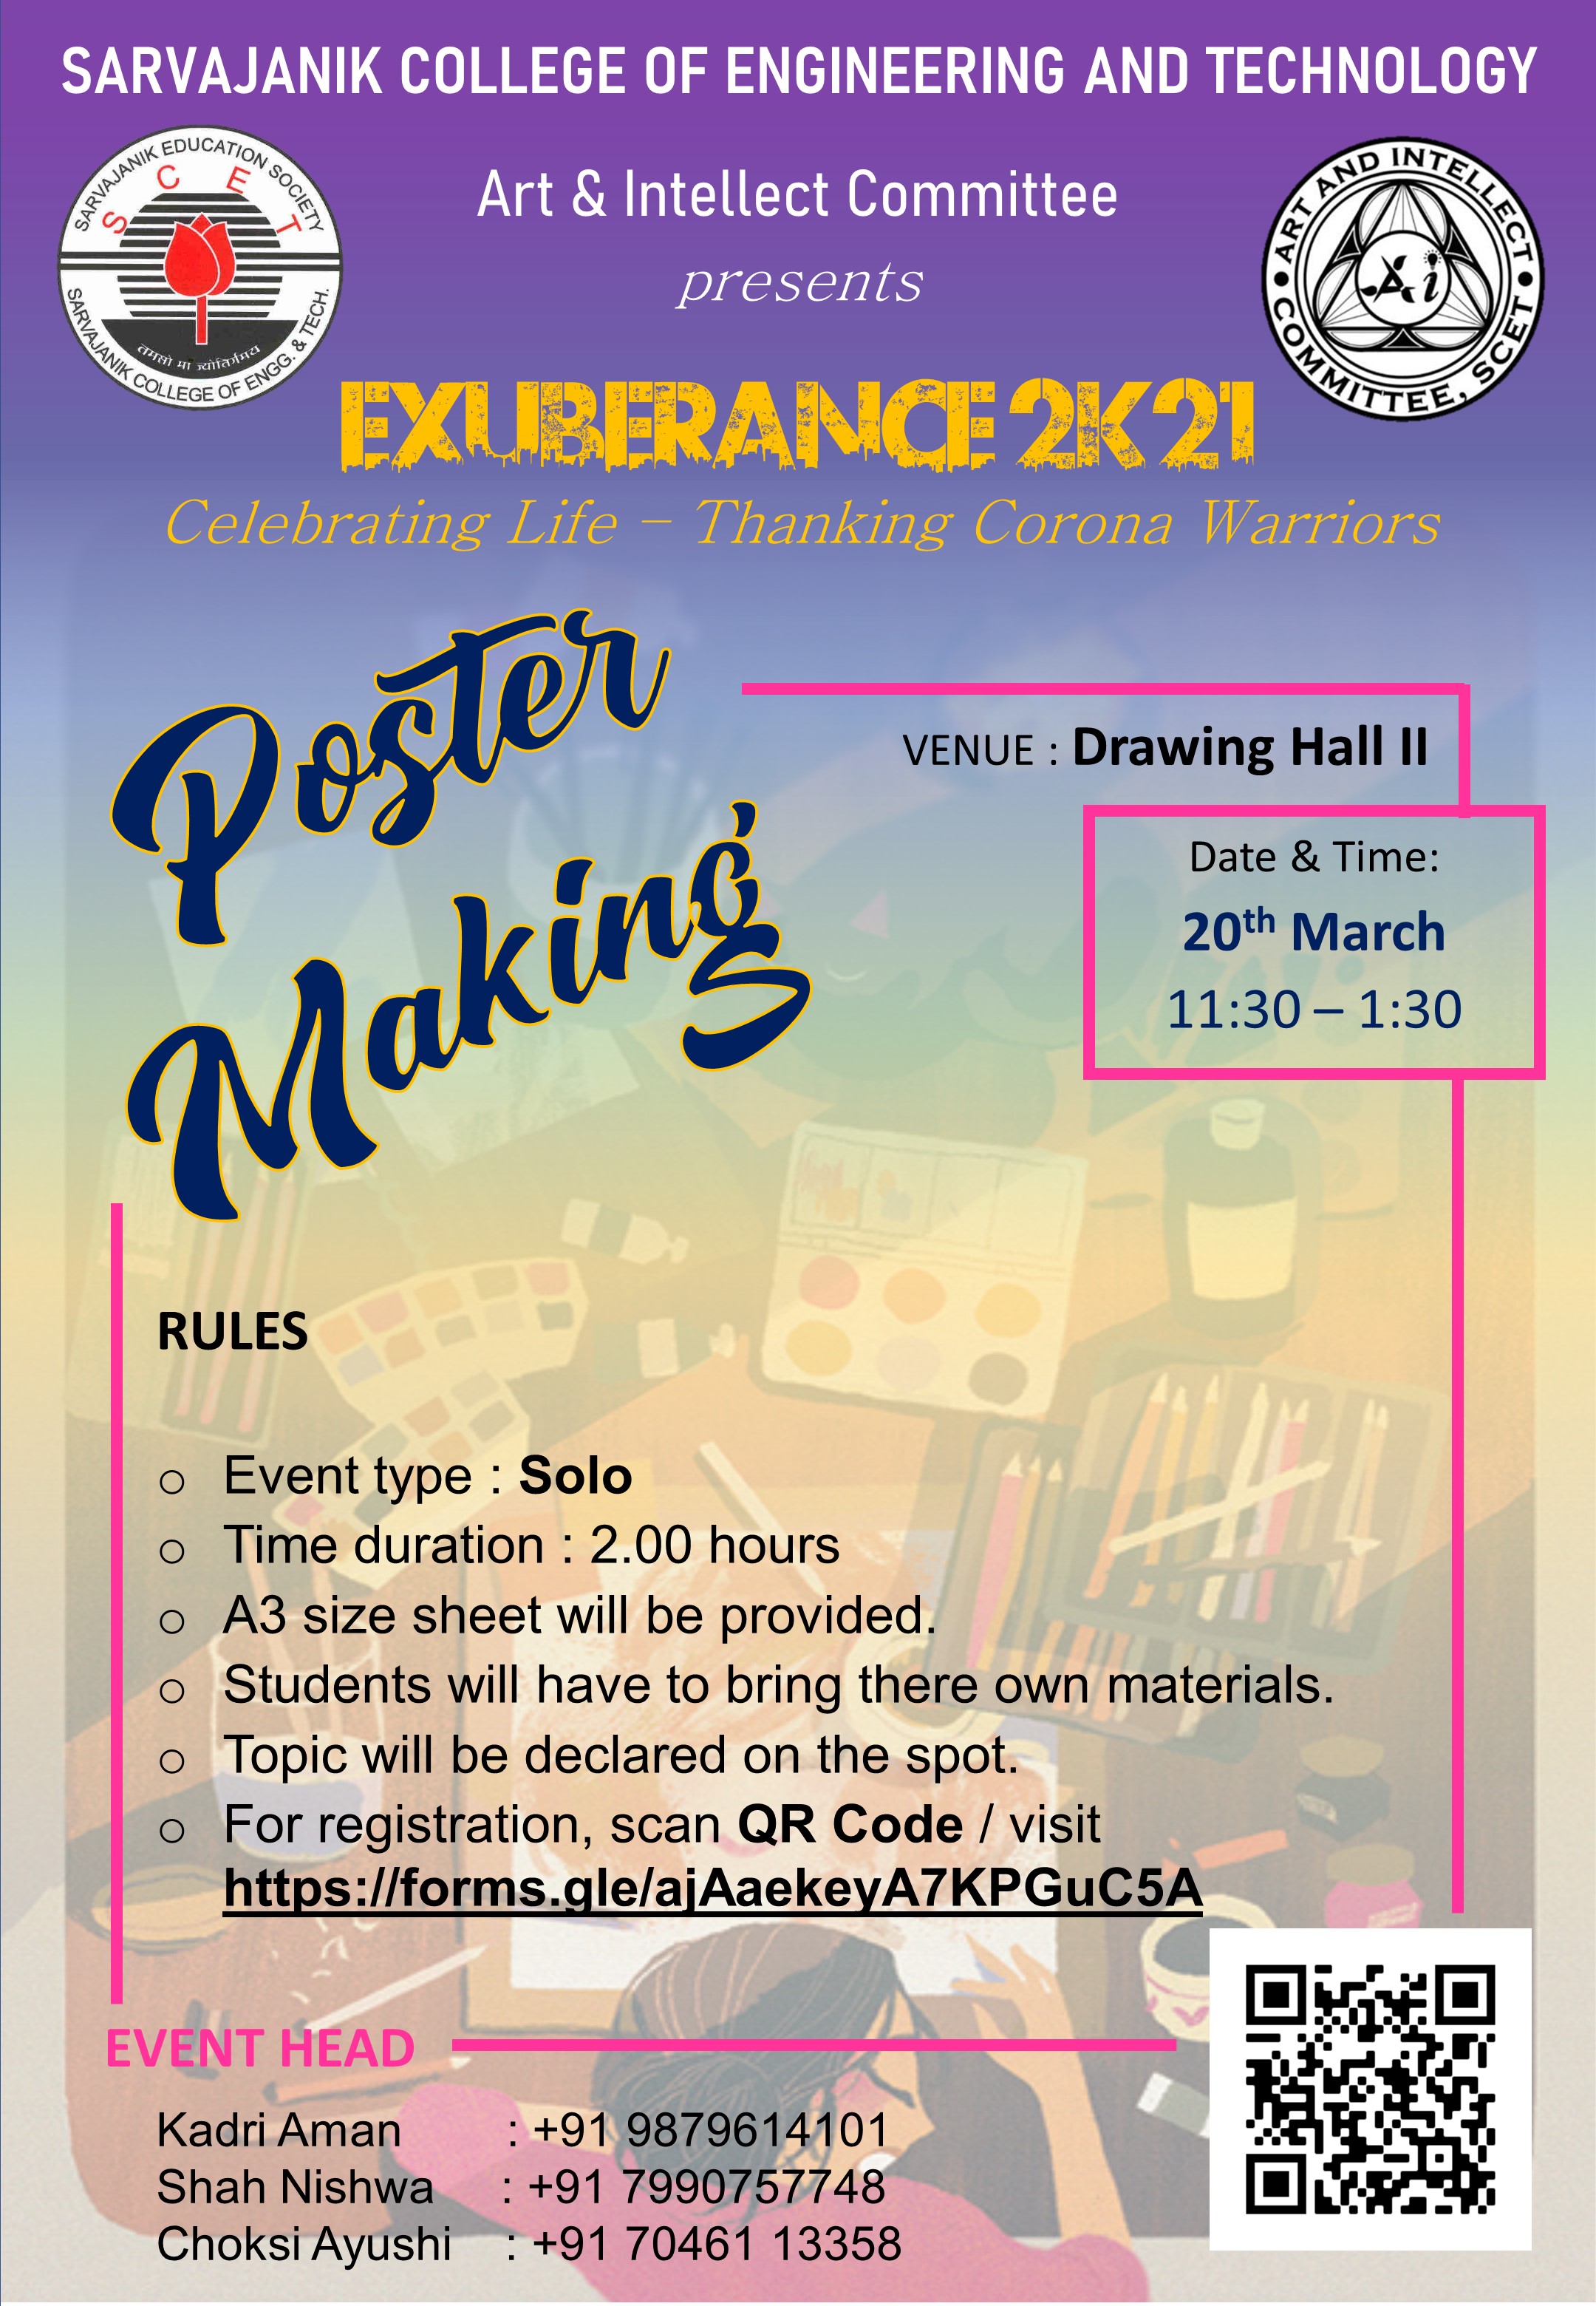 SARVAJANIK COLLEGE OF ENGINEERING AND TECHNOLOGY
SARVAJANIK EDUCATION SOCIETY
S C E T
तमसो मा ज्योतिर्गमय
SARVAJANIK COLLEGE OF ENGG. & TECH.
Art & Intellect Committee
presents
ART AND INTELLECT
Ai
COMMITTEE, SCET
EXUBERANCE 2K21
Celebrating Life – Thanking Corona Warriors
Poster
Making
VENUE : Drawing Hall II
Date & Time:
20th March
11:30 – 1:30
RULES
○ Event type : Solo
○ Time duration : 2.00 hours
○ A3 size sheet will be provided.
○ Students will have to bring there own materials.
○ Topic will be declared on the spot.
○ For registration, scan QR Code / visit
https://forms.gle/ajAaekeyA7KPGuC5A
EVENT HEAD
Kadri Aman : +91 9879614101
Shah Nishwa : +91 7990757748
Choksi Ayushi : +91 70461 13358